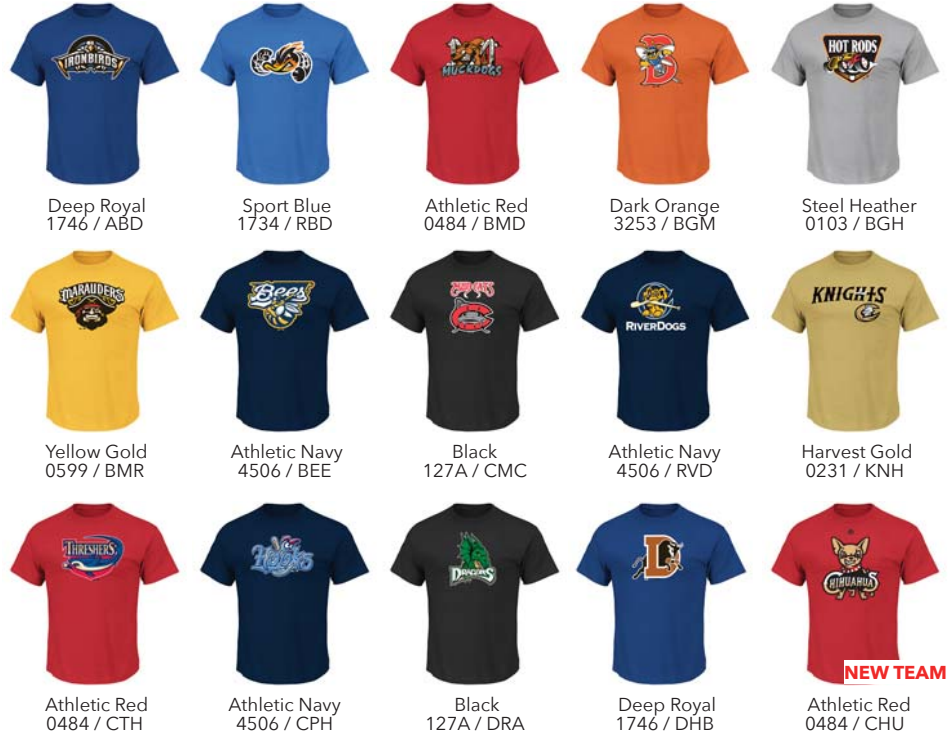 IRONBIRDS
MUCKDOGS
B
HOT RODS
Deep Royal
1746 / ABD
Sport Blue
1734 / RBD
Athletic Red
0484 / BMD
Dark Orange
3253 / BGM
Steel Heather
0103 / BGH
MARAUDERS
Bees
MUDCATS
C
RIVERDOGS
KNIGHTS
C
Yellow Gold
0599 / BMR
Athletic Navy
4506 / BEE
Black
127A / CMC
Athletic Navy
4506 / RVD
Harvest Gold
0231 / KNH
THRESHERS
Hooks
DRAGONS
D
CHIHUAHUAS
NEW TEAM
Athletic Red
0484 / CTH
Athletic Navy
4506 / CPH
Black
127A / DRA
Deep Royal
1746 / DHB
Athletic Red
0484 / CHU